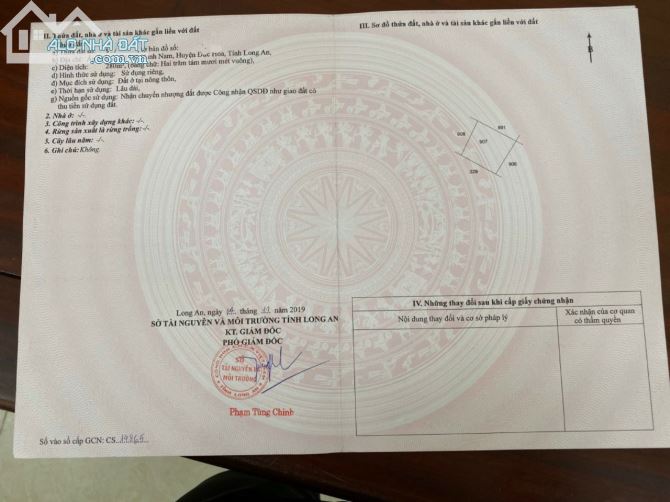 II. Thửa đất, nhà ở và tài sản khác gắn liền với đất
ALO NHÀ ĐẤT
.com.vn
bản đồ số:
Nam, Huyện Đức Hòa, Tỉnh Long An,
c) Diện tích: 280m², (bằng chữ: Hai trăm tám mươi mét vuông),
d) Hình thức sử dụng: Sử dụng riêng,
đ) Mục đích sử dụng: Đất ở tại nông thôn,
e) Thời hạn sử dụng: Lâu dài,
g) Nguồn gốc sử dụng: Nhận chuyển nhượng đất được Công nhận QSDĐ như giao đất có
thu tiền sử dụng đất.
2. Nhà ở: -/-
3. Công trình xây dựng khác: -/-
4. Rừng sản xuất là rừng trồng: -/-
5. Cây lâu năm: -/-
6. Ghi chú: Không.
Long An, ngày tháng năm 2019
SỞ TÀI NGUYÊN VÀ MÔI TRƯỜNG TỈNH LONG AN
KT. GIÁM ĐỐC
PHÓ GIÁM ĐỐC
SỞ
TÀI NGUYÊN VÀ
MÔI TRƯỜNG
TỈNH LONG AN
Phạm Tùng Chinh
Số vào sổ cấp GCN: CS 19865
III. Sơ đồ thửa đất, nhà ở và tài sản khác gắn liền với đất
B
908
891
907
906
329
IV. Những thay đổi sau khi cấp giấy chứng nhận
Nội dung thay đổi và cơ sở pháp lý
Xác nhận của cơ quan
có thẩm quyền